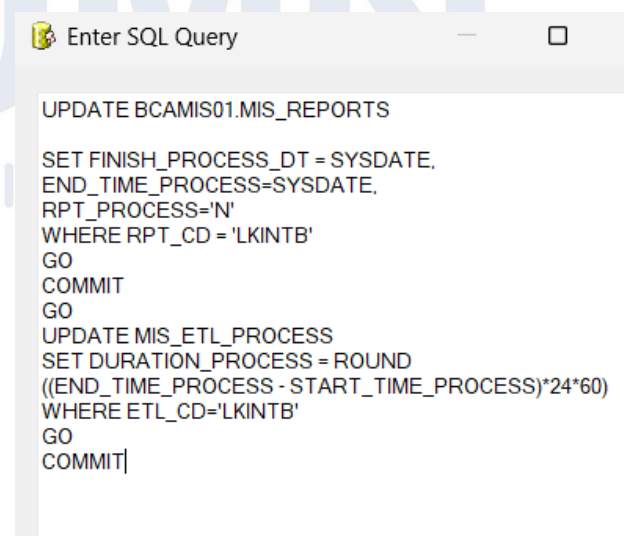 Enter SQL Query
UPDATE BCAMIS01.MIS_REPORTS
SET FINISH_PROCESS_DT = SYSDATE,
END_TIME_PROCESS=SYSDATE,
RPT_PROCESS='N'
WHERE RPT_CD = 'LKINTB'
GO
COMMIT
GO
UPDATE MIS_ETL_PROCESS
SET DURATION_PROCESS = ROUND
((END_TIME_PROCESS - START_TIME_PROCESS)*24*60)
WHERE ETL_CD='LKINTB'
GO
COMMIT